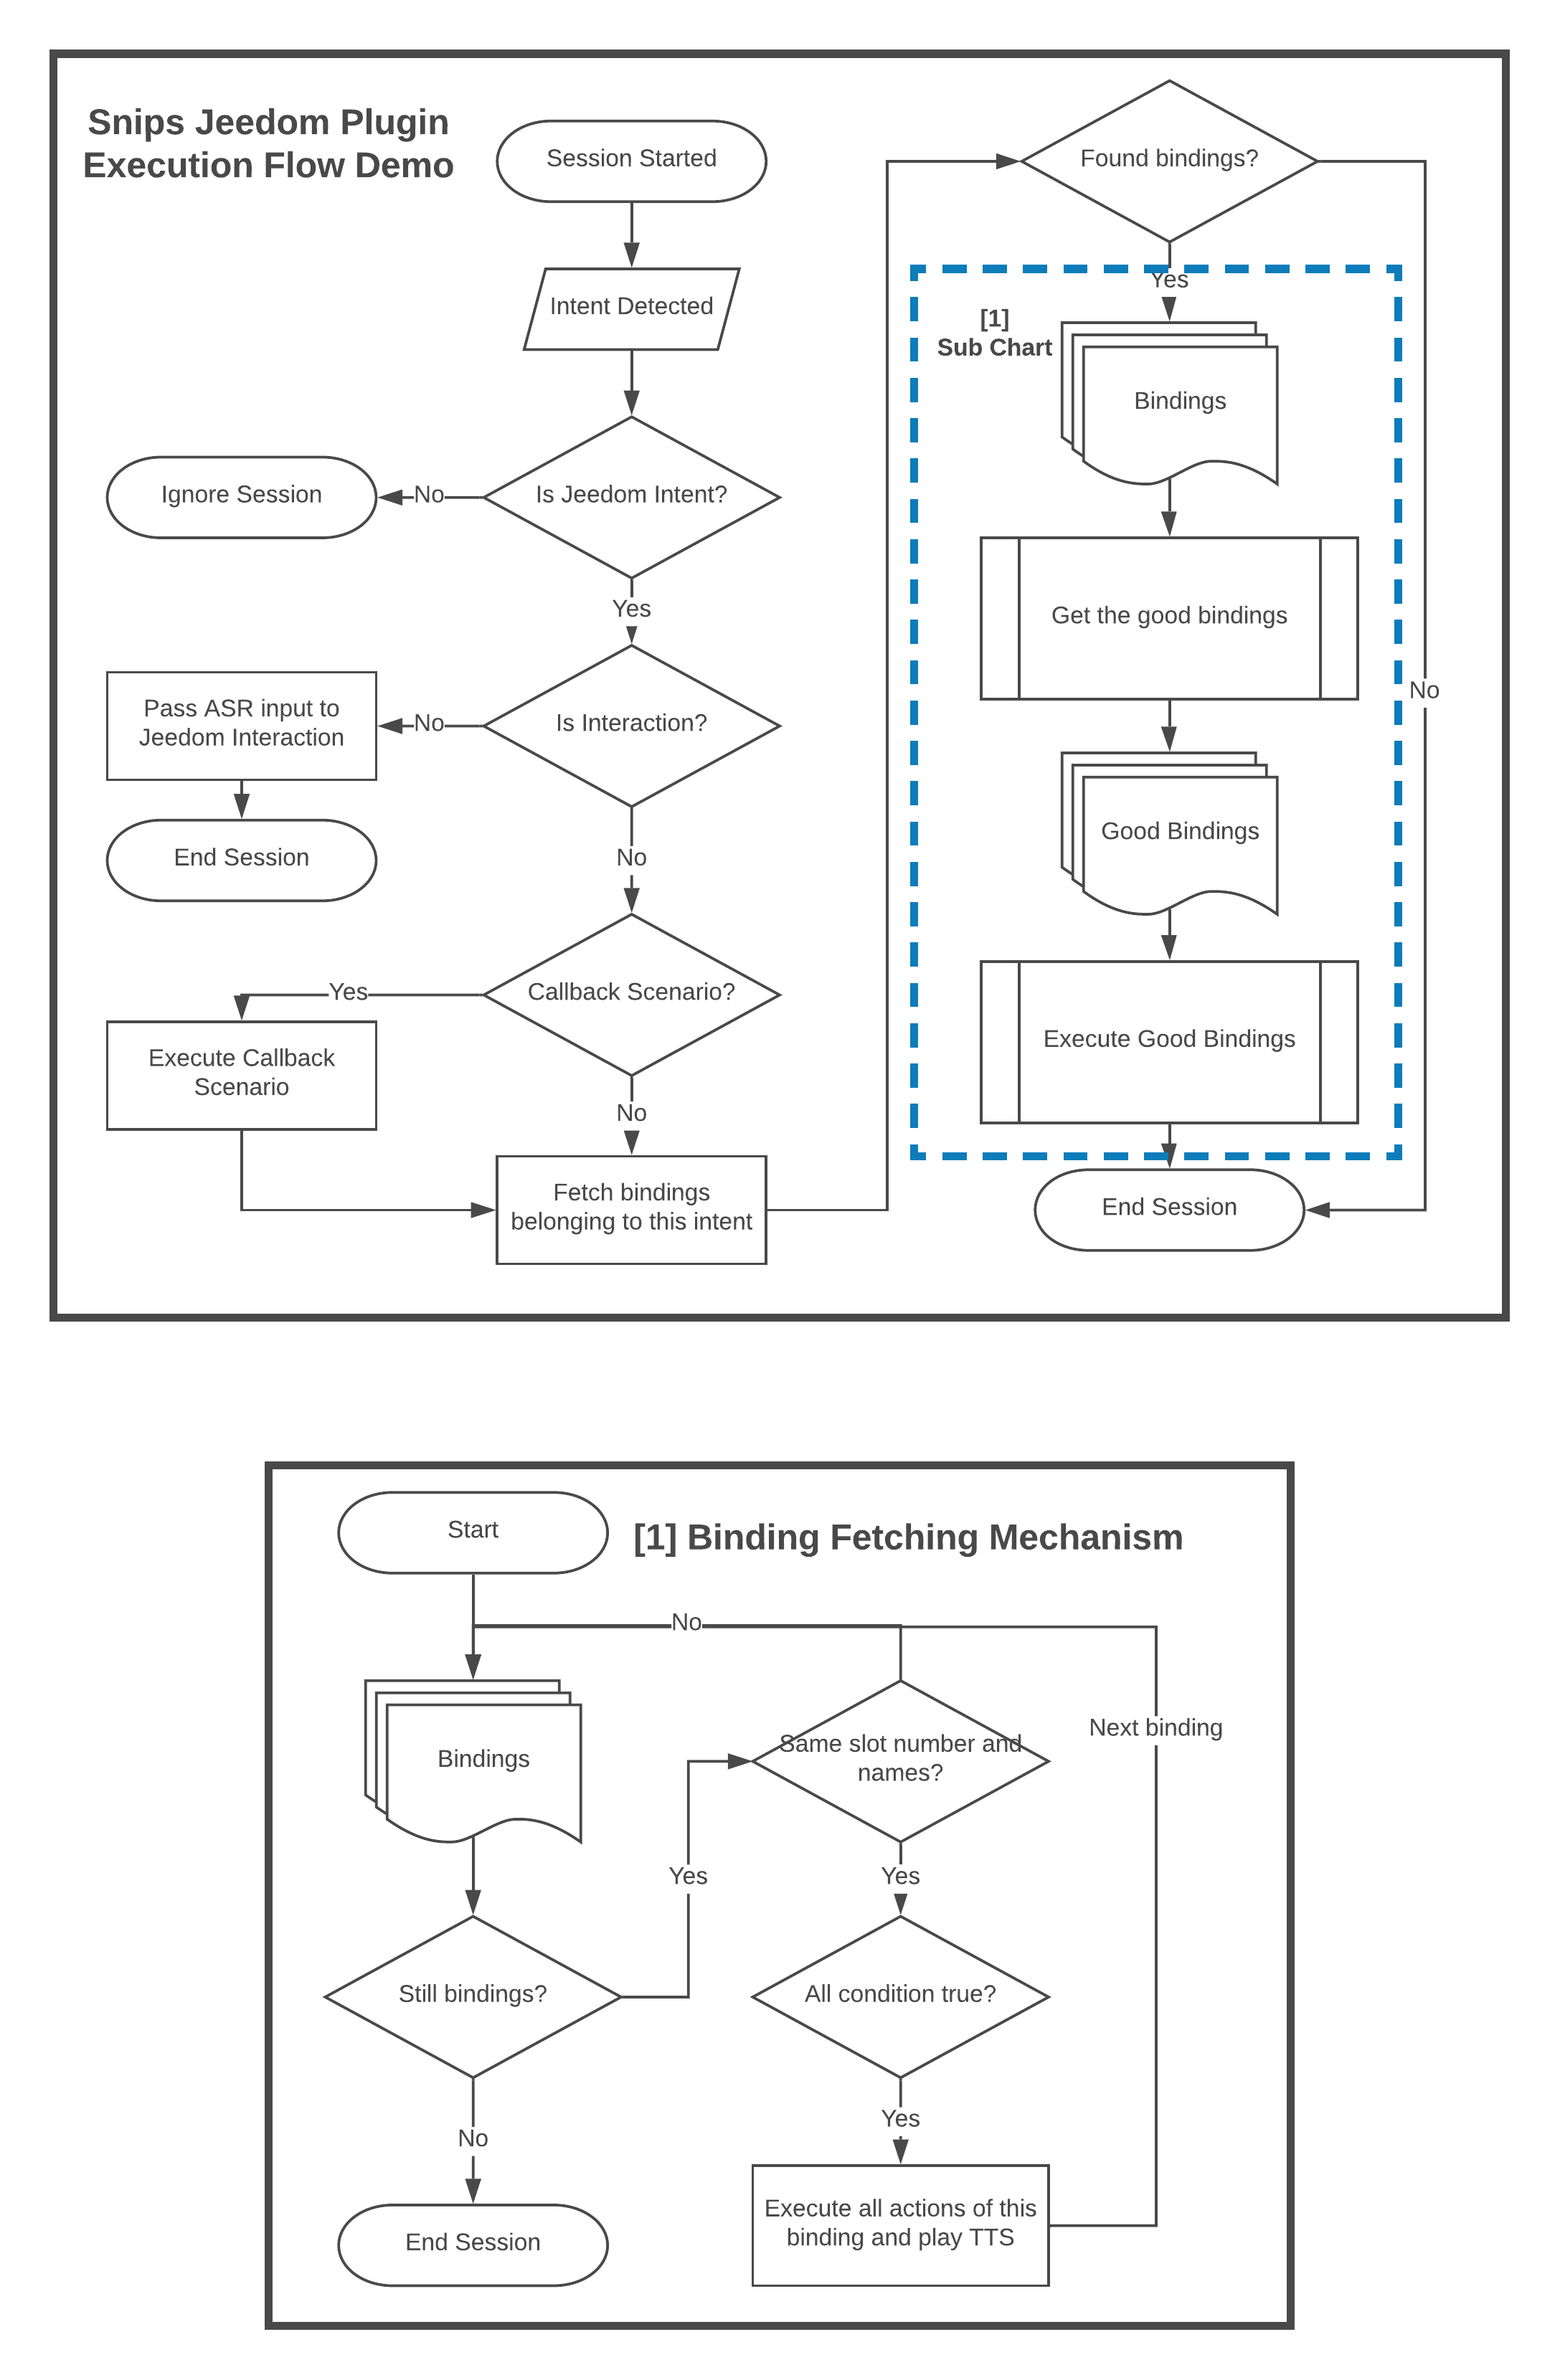 Snips Jeedom Plugin
Execution Flow Demo
Session Started
Intent Detected
Is Jeedom Intent?
No
Ignore Session
Yes
Is Interaction?
No
Pass ASR input to
Jeedom Interaction
End Session
No
Callback Scenario?
Yes
Execute Callback
Scenario
No
Fetch bindings
belonging to this intent
Found bindings?
Yes
No
[1]
Sub Chart
Bindings
Get the good bindings
Good Bindings
Execute Good Bindings
End Session
[1] Binding Fetching Mechanism
Start
No
Bindings
Same slot number and
names?
Next binding
Yes
Yes
Still bindings?
All condition true?
No
Yes
End Session
Execute all actions of this
binding and play TTS